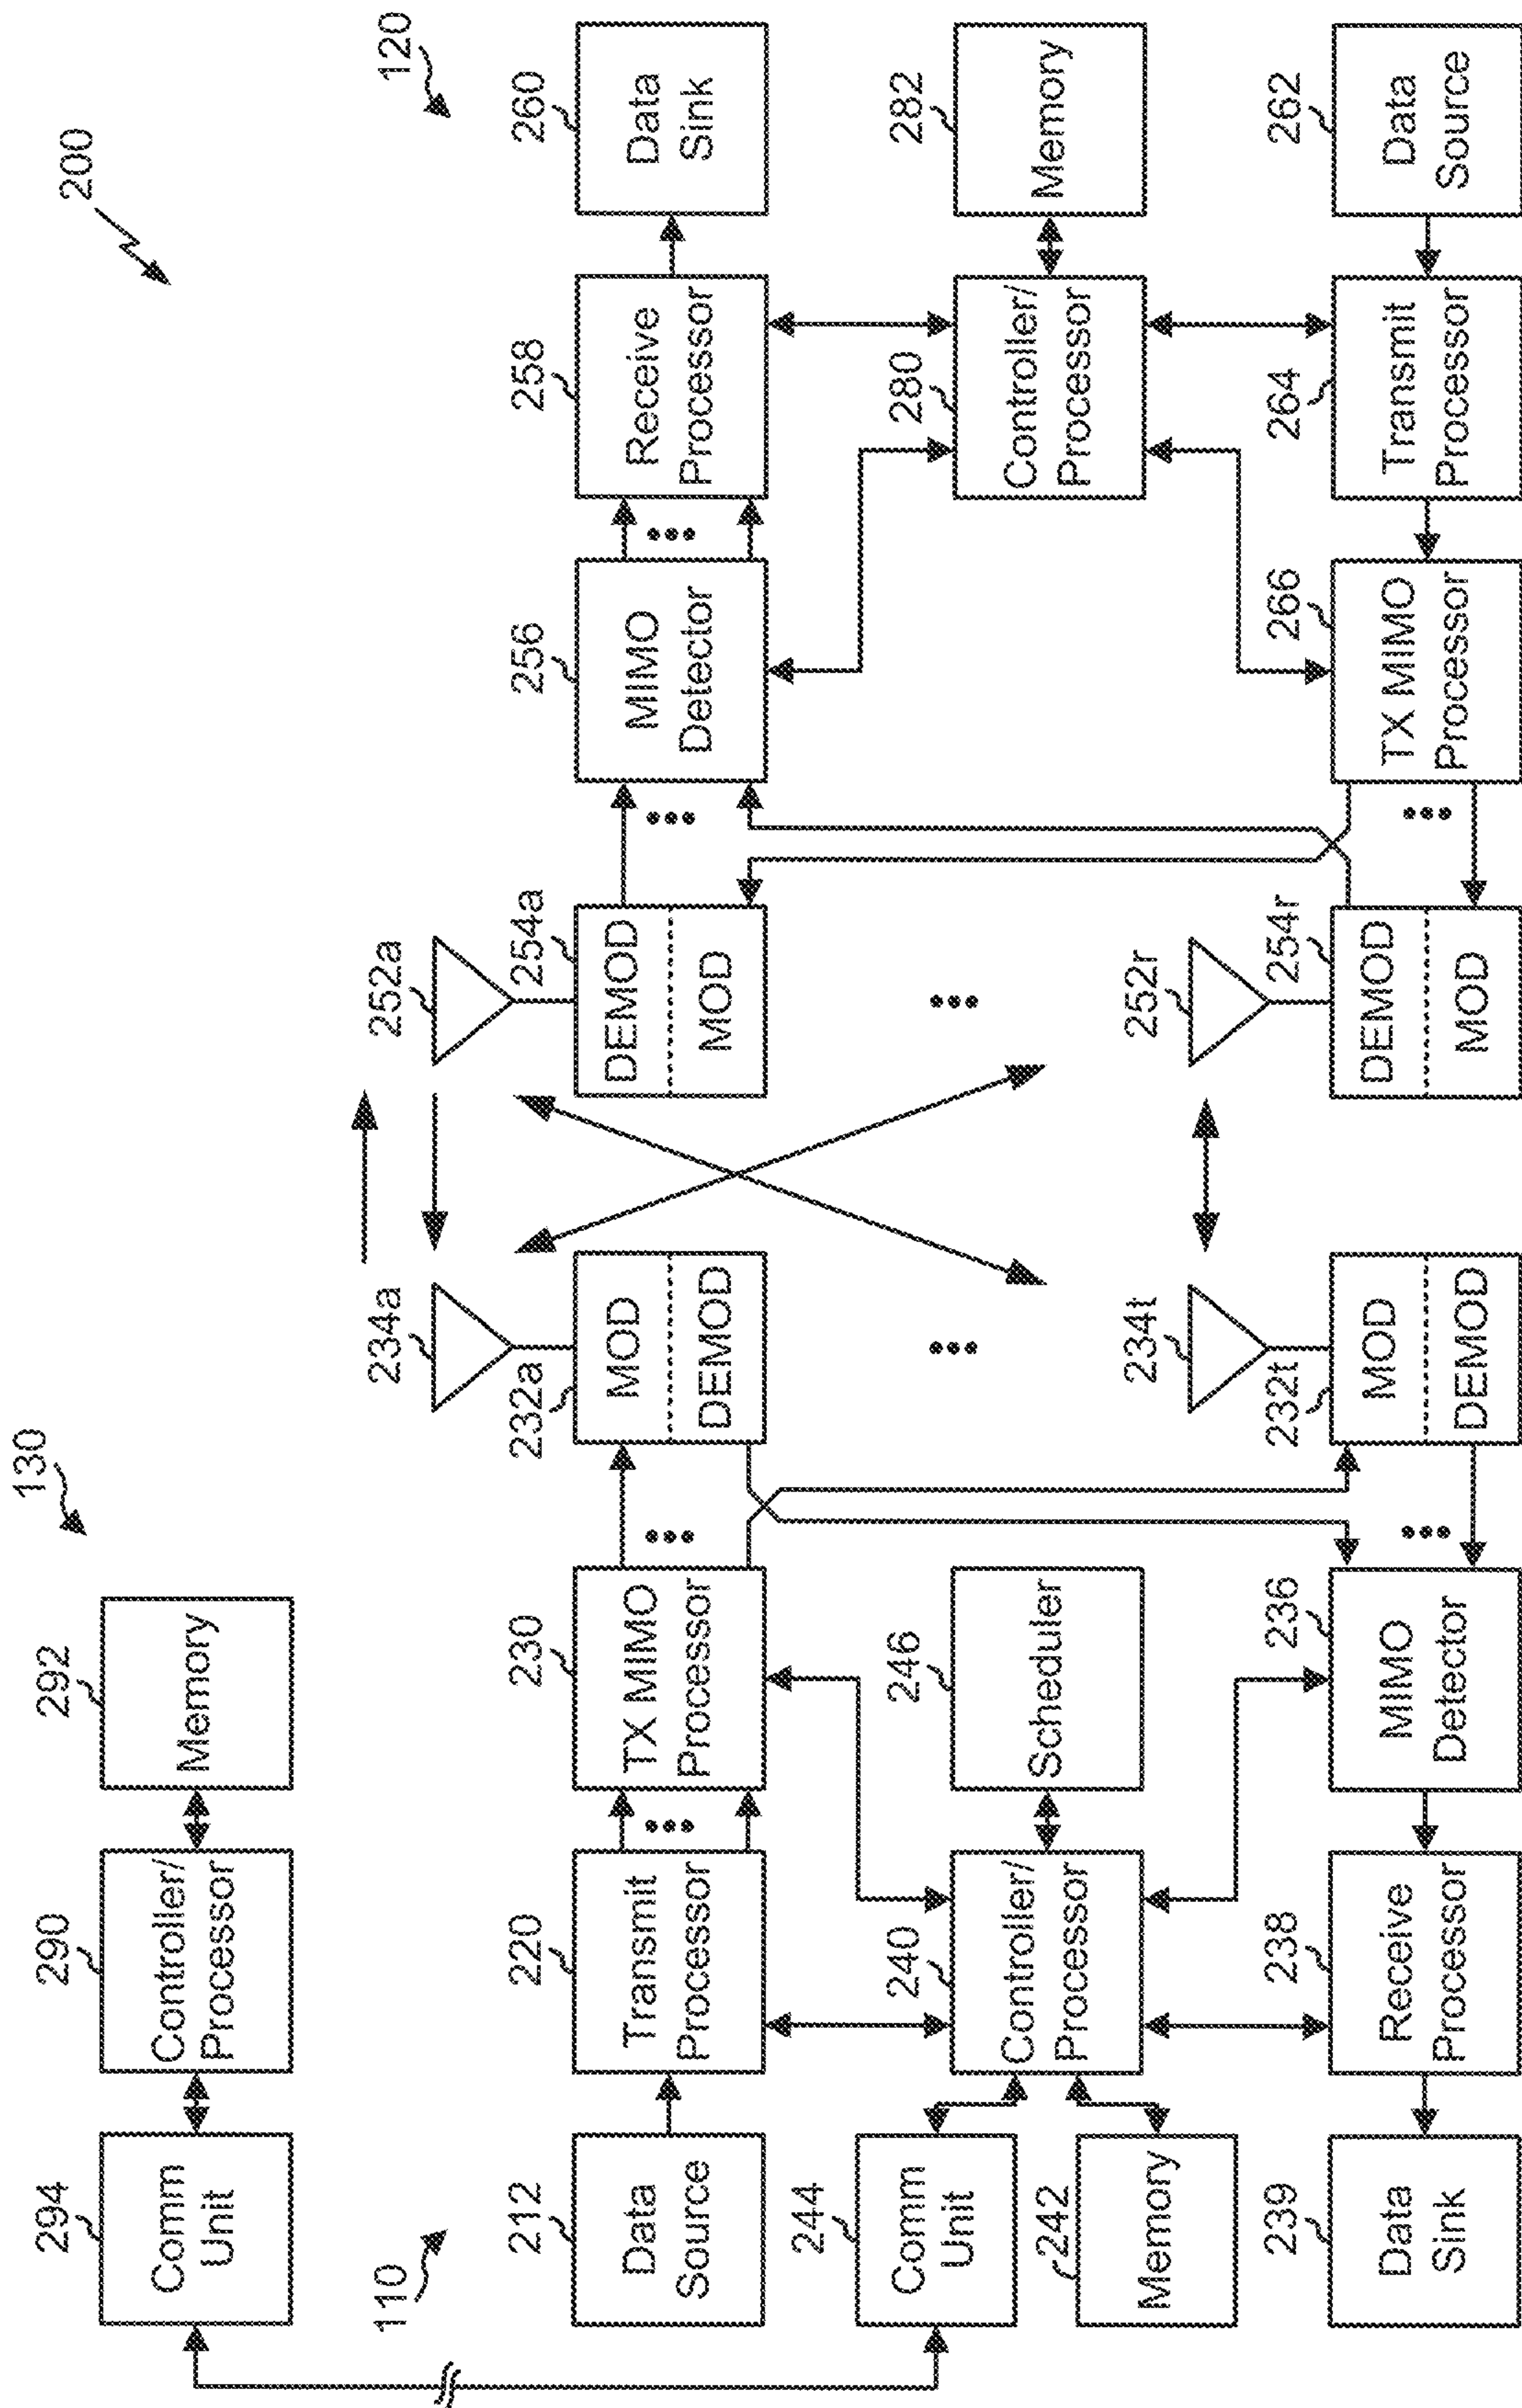 200
130
120
110
294
Comm
Unit
290
Controller/
Processor
292
Memory
212
Data
Source
220
Transmit
Processor
230
TX MIMO
Processor
232a
MOD
DEMOD
234a
252a
254a
DEMOD
MOD
256
MIMO
Detector
258
Receive
Processor
260
Data
Sink
244
Comm
Unit
242
Memory
240
Controller/
Processor
246
Scheduler
280
Controller/
Processor
282
Memory
239
Data
Sink
238
Receive
Processor
236
MIMO
Detector
232t
MOD
DEMOD
234t
252r
254r
DEMOD
MOD
266
TX MIMO
Processor
264
Transmit
Processor
262
Data
Source